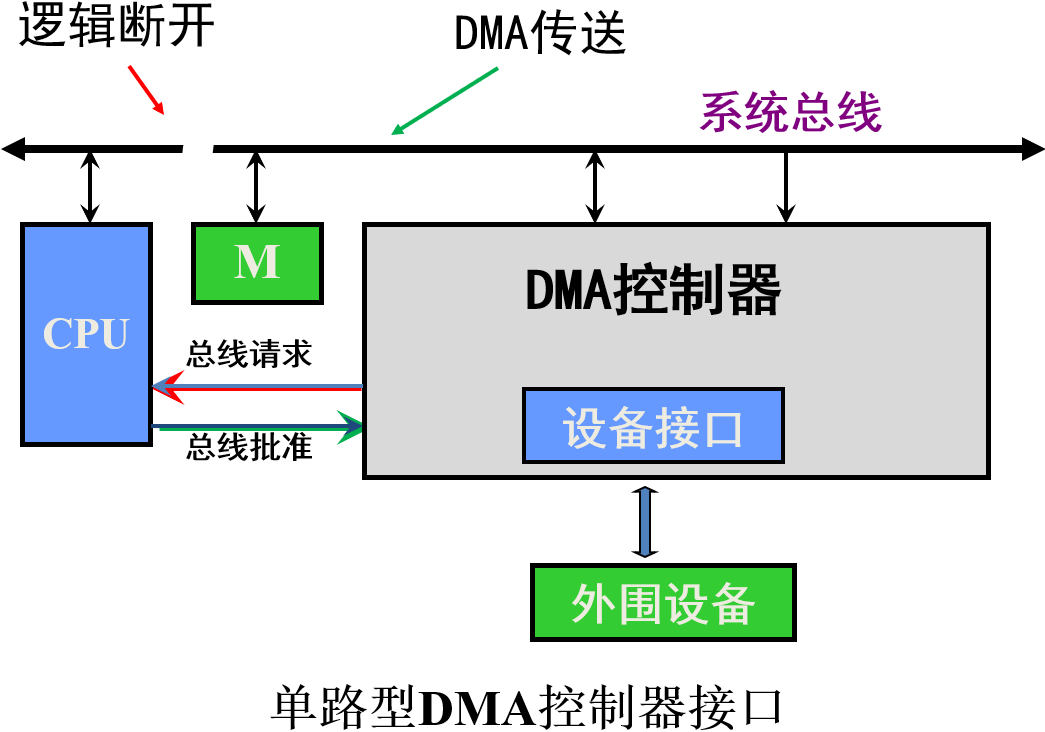 逻辑断开
DMA传送
系统总线
M
DMA控制器
CPU
总线请求
设备接口
总线批准
外围设备
单路型DMA控制器接口